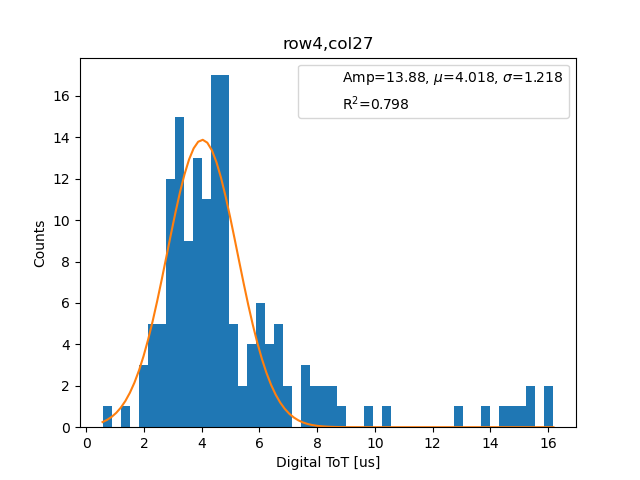 row4,col27
Amp=13.88, μ=4.018, σ=1.218
R²=0.798
16
14
12
10
8
6
4
2
0
Counts
0 2 4 6 8 10 12 14 16
Digital ToT [us]